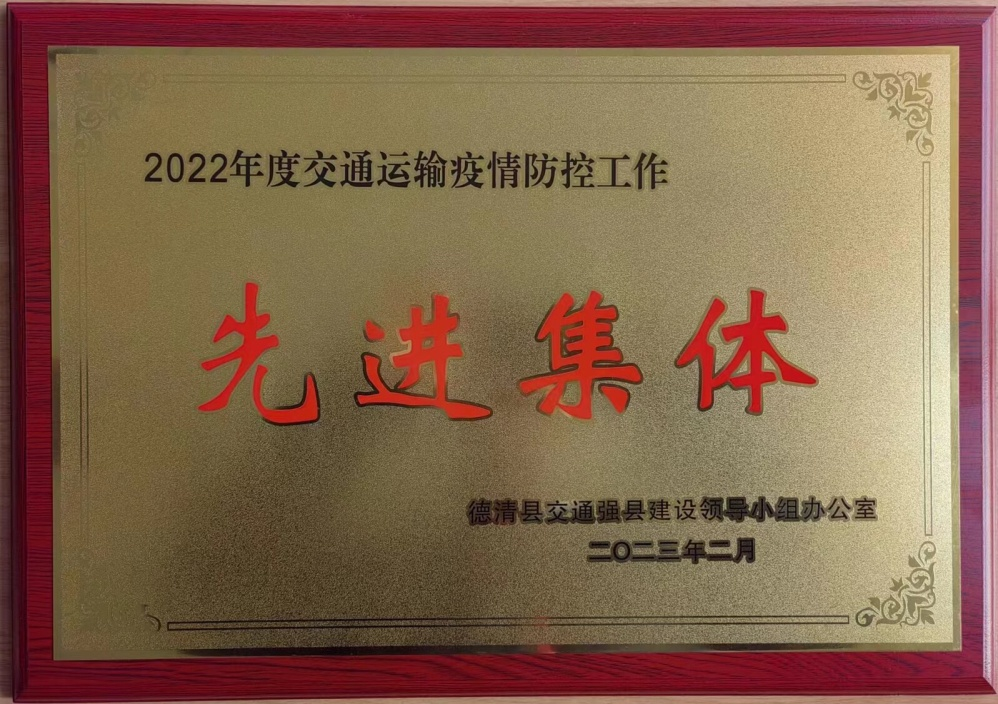 2022年度交通运输疫情防控工作
先进集体
德清县交通强县建设领导小组办公室
二〇二三年二月